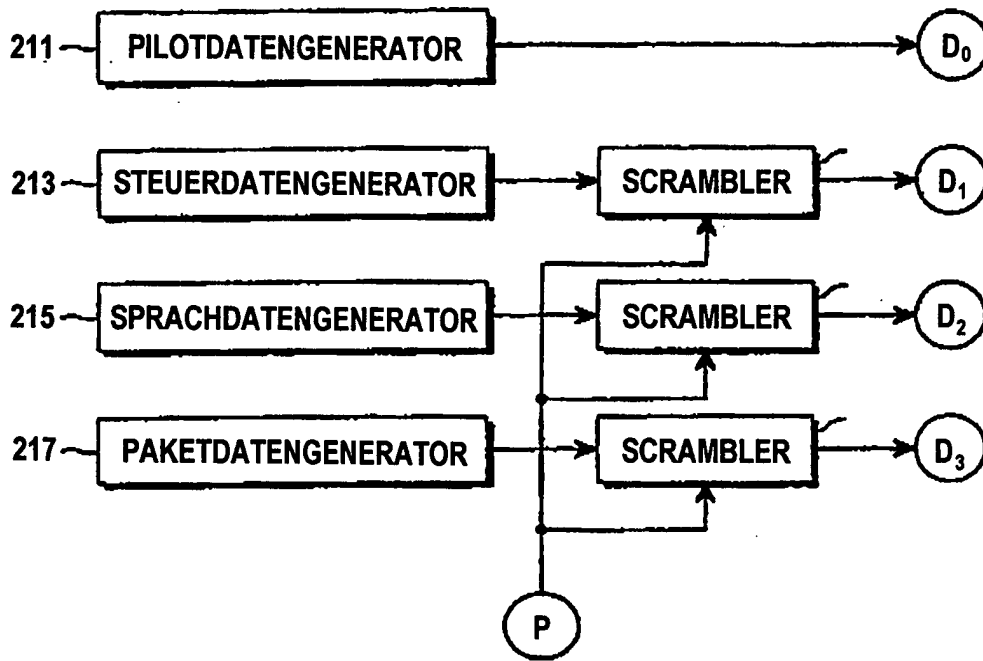 211 PILOTDATENGENERATOR D₀
213 STEUERDATENGENERATOR SCRAMBLER D₁
215 SPRACHDATENGENERATOR SCRAMBLER D₂
217 PAKETDATENGENERATOR SCRAMBLER D₃
P